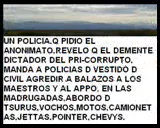 UN POLICIA,Q PIDIO EL
ANONIMATO,REVELO Q EL DEMENTE
DICTADOR DEL PRI-CORRUPTO.
MANDA A POLICIAS D VESTIDO D
CIVIL AGREDIR A BALAZOS A LOS
MAESTROS Y AL APPO. EN LAS
MADRUGADAS,ABORDO D
TSURUS,VOCHOS,MOTOS,CAMIONET
AS,JETTAS,POINTER,CHEVYS.